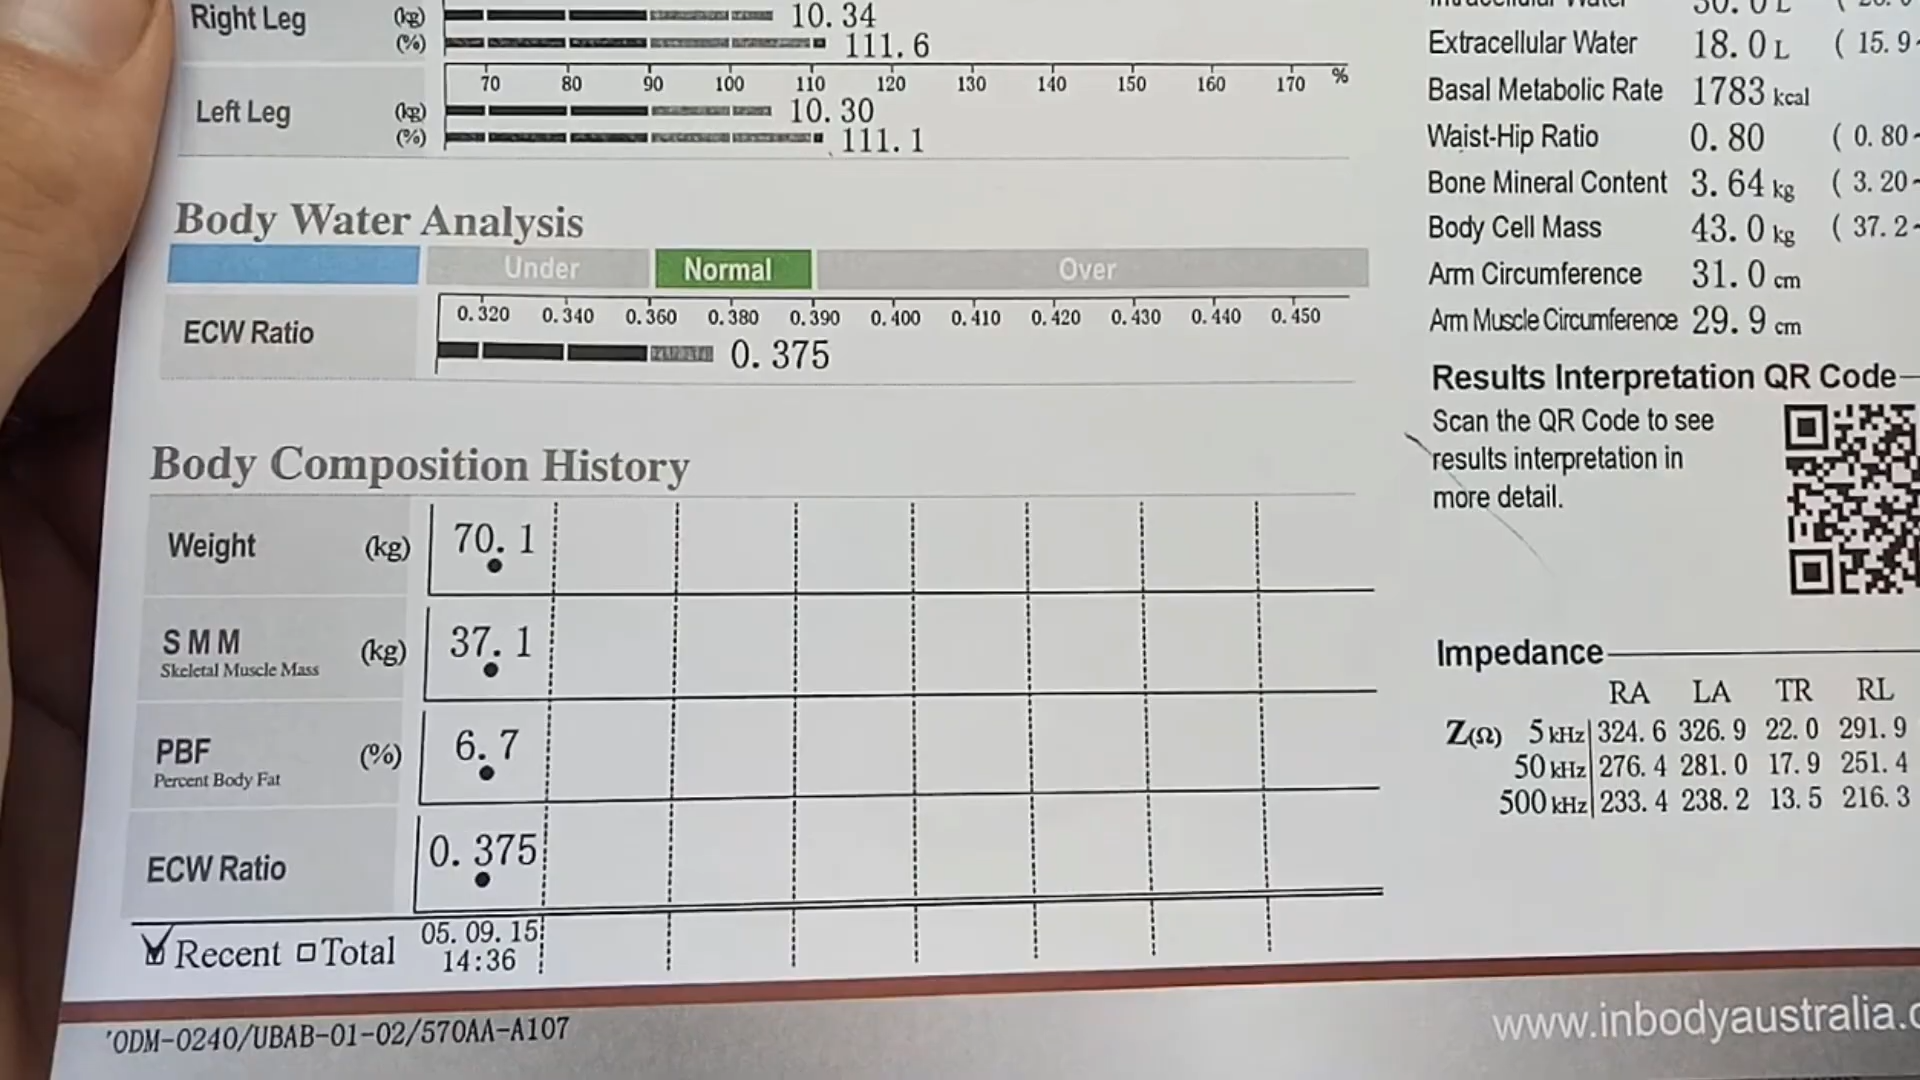 Right Leg (kg) 10.34
(%) 111.6
70 80 90 100 110 120 130 140 150 160 170 %
Left Leg (kg) 10.30
(%) 111.1
Body Water Analysis
Under Normal Over
0.320 0.340 0.360 0.380 0.390 0.400 0.410 0.420 0.430 0.440 0.450
ECW Ratio 0.375
Body Composition History
Weight (kg) 70.1
SMM (kg) 37.1
Skeletal Muscle Mass
PBF (%) 6.7
Percent Body Fat
ECW Ratio 0.375
Recent Total 05.09.15
14:36
'ODM-0240/UBAB-01-02/570AA-A107
Extracellular Water 18.0 L ( 15.9~
Basal Metabolic Rate 1783 kcal
Waist-Hip Ratio 0.80 ( 0.80~
Bone Mineral Content 3.64 kg ( 3.20~
Body Cell Mass 43.0 kg ( 37.2~
Arm Circumference 31.0 cm
Arm Muscle Circumference 29.9 cm
Results Interpretation QR Code
Scan the QR Code to see
results interpretation in
more detail.
Impedance
RA LA TR RL
Z(Ω) 5 kHz 324.6 326.9 22.0 291.9
50 kHz 276.4 281.0 17.9 251.4
500 kHz 233.4 238.2 13.5 216.3
www.inbodyaustralia.c